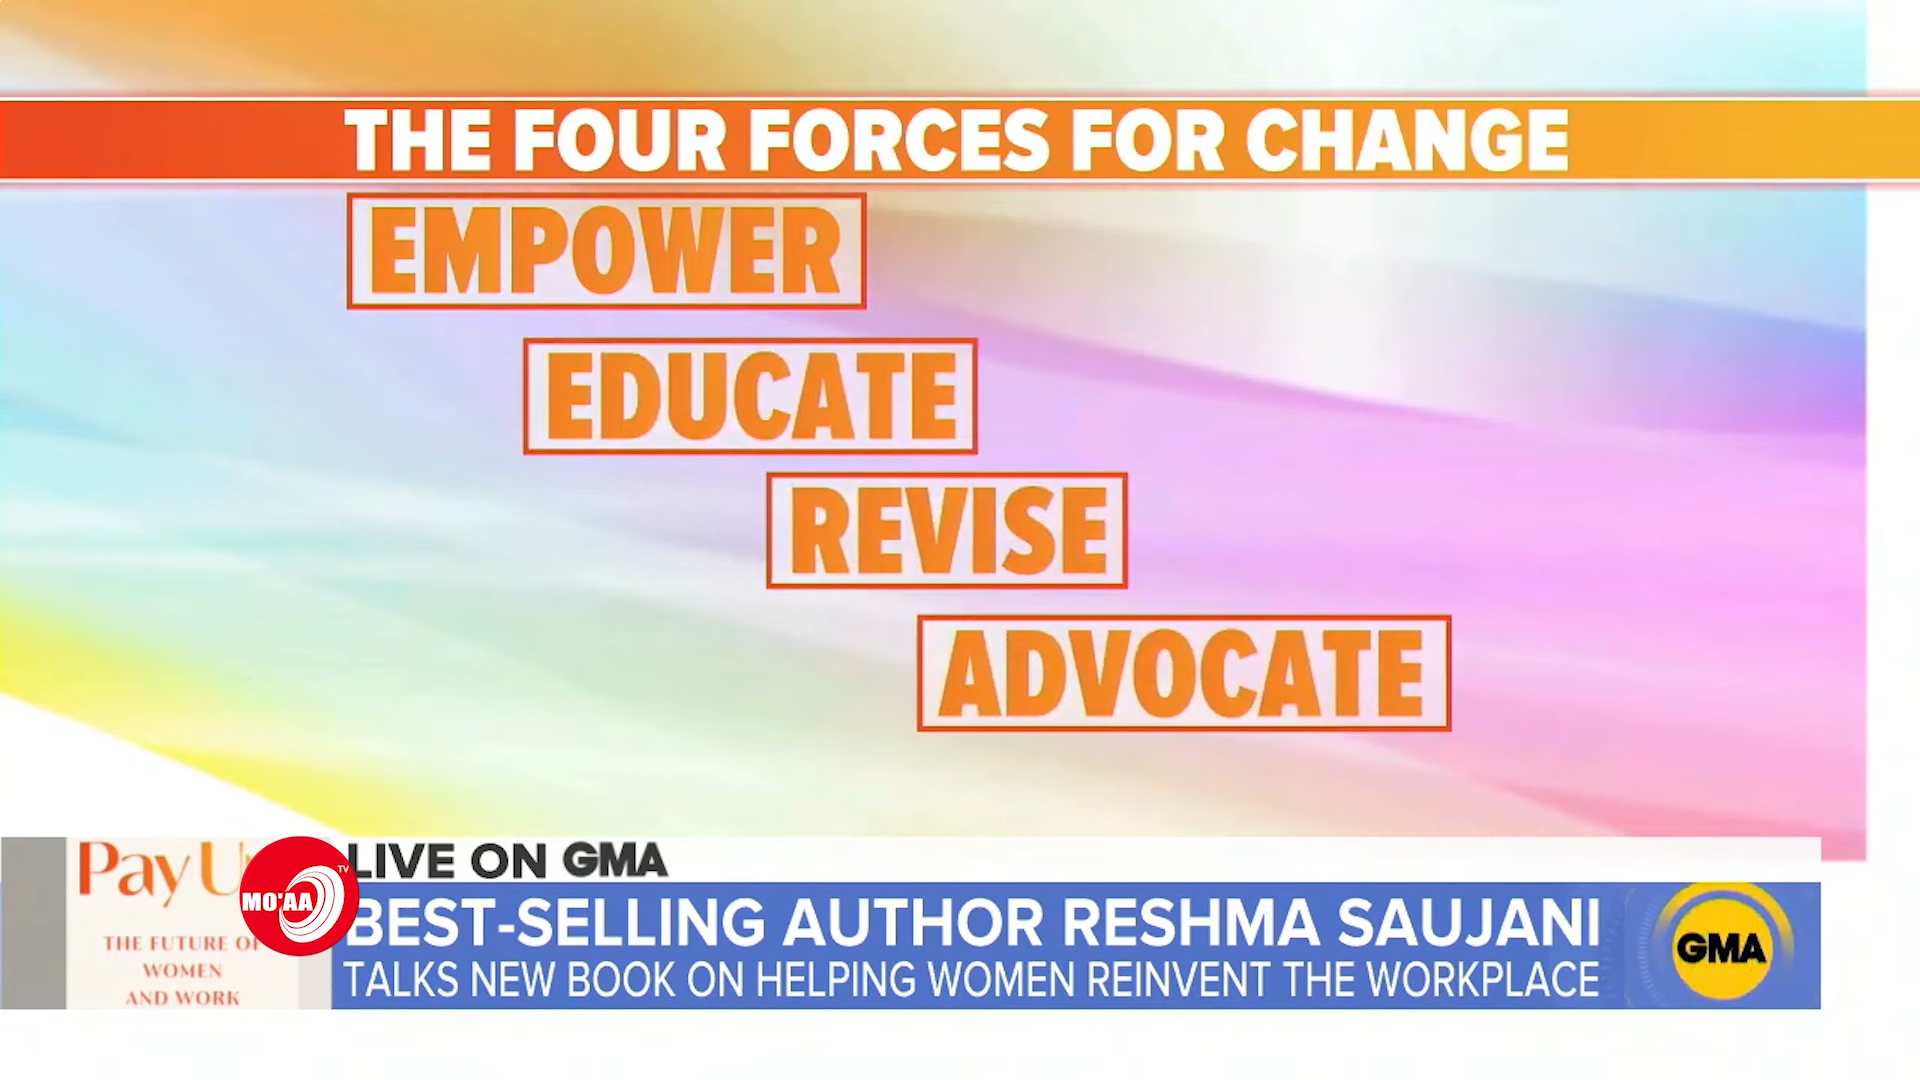 THE FOUR FORCES FOR CHANGE
EMPOWER
EDUCATE
REVISE
ADVOCATE
Pay
THE FUTURE OF
WOMEN
AND WORK
MO'AA
TV
LIVE ON GMA
BEST-SELLING AUTHOR RESHMA SAUJANI
TALKS NEW BOOK ON HELPING WOMEN REINVENT THE WORKPLACE
GMA